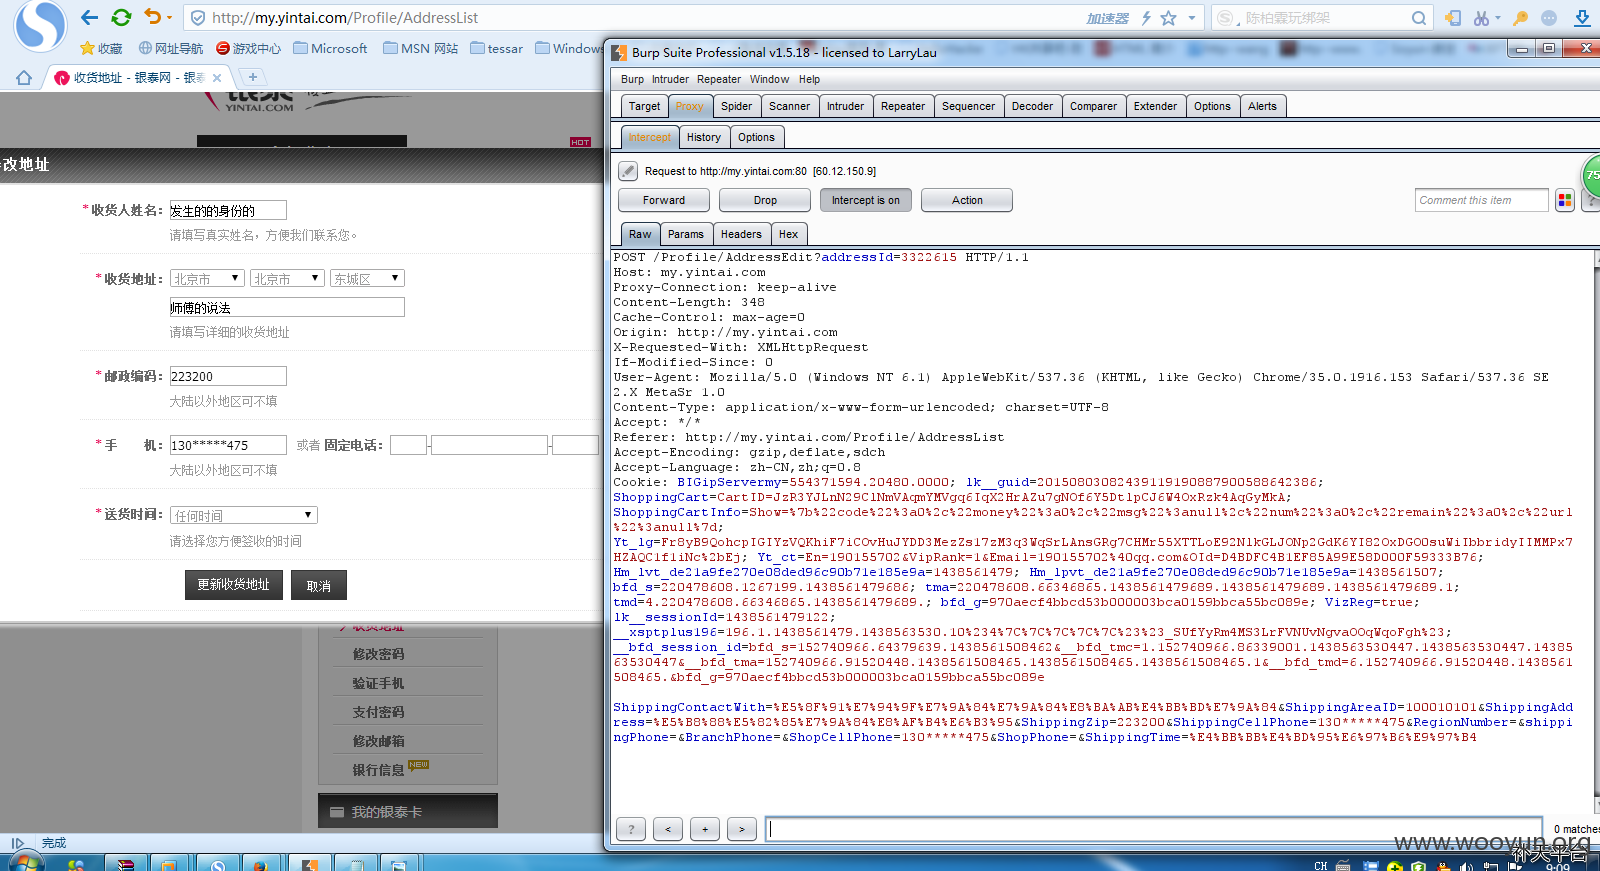 http://my.yintai.com/Profile/AddressList
加速器
陈柏霖玩绑架
收藏
网址导航
游戏中心
Microsoft
MSN 网站
tessar
Windows
收货地址 - 银泰网 - 银泰
YINTAI.COM
HOT
改地址
*收货人姓名：
发生的的身份的
请填写真实姓名，方便我们联系您。
*收货地址：
北京市
北京市
东城区
师傅的说法
请填写详细的收货地址
*邮政编码：
223200
大陆以外地区可不填
*手 机：
130*****475
或者 固定电话：
大陆以外地区可不填
*送货时间：
任何时间
请选择您方便签收的时间
更新收货地址
取消
收货地址
修改密码
验证手机
支付密码
修改邮箱
银行信息
NEW
我的银泰卡
完成
Burp Suite Professional v1.5.18 - licensed to LarryLau
Burp Intruder Repeater Window Help
Target Proxy Spider Scanner Intruder Repeater Sequencer Decoder Comparer Extender Options Alerts
Intercept History Options
Request to http://my.yintai.com:80 [60.12.150.9]
75
Forward Drop Intercept is on Action
Comment this item
?
Raw Params Headers Hex
POST /Profile/AddressEdit?addressId=3322615 HTTP/1.1
Host: my.yintai.com
Proxy-Connection: keep-alive
Content-Length: 348
Cache-Control: max-age=0
Origin: http://my.yintai.com
X-Requested-With: XMLHttpRequest
If-Modified-Since: 0
User-Agent: Mozilla/5.0 (Windows NT 6.1) AppleWebKit/537.36 (KHTML, like Gecko) Chrome/35.0.1916.153 Safari/537.36 SE
2.X MetaSr 1.0
Content-Type: application/x-www-form-urlencoded; charset=UTF-8
Accept: */*
Referer: http://my.yintai.com/Profile/AddressList
Accept-Encoding: gzip,deflate,sdch
Accept-Language: zh-CN,zh;q=0.8
Cookie: BIGipServermy=554371594.20480.0000; lk__guid=2015080308243911919088790058864​2386;
ShoppingCart=CartID=JzR3YJLnN29ClNmVAqmYMVgq6IqX2HrAZu7gNOf6Y5DtlpCJ6W4OxRzk4AqGyMkA;
ShoppingCartInfo=Show=%7b%22code%22%3a0%2c%22money%22%3a0%2c%22msg%22%3anull%2c%22num%22%3a0%2c%22remain%22%3a0%2c%22url
%22%3anull%7d;
Yt_lg=Fr8yB9QohcpIGIYzVQKhiF7iCOvHuJYDD3MezZs17zM3q3WqSrLAnsGRg7CHMr55XTTLoE92NlkGLJONp2GdK6YI82OxDGOOsuWiIbbridyIIMMPx7
HZAQC1f1iNc%2bEj; Yt_ct=En=190155702&VipRank=1&Email=190155702%40qq.com&OId=D4BDFC4B1EF85A99E58D000F59333B76;
Hm_lvt_de21a9fe270e08ded96c90b71e185e9a=1438561479; Hm_lpvt_de21a9fe270e08ded96c90b71e185e9a=1438561507;
bfd_s=220478608.1267199.1438561479686; tma=220478608.66346865.1438561479689.1438561479689.1438561479689.1;
tmd=4.220478608.66346865.1438561479689.; bfd_g=970aecf4bbcd53b000003bca0159bbca55bc089e; VizReg=true;
lk__sessionId=1438561479122;
__xsptplus196=196.1.1438561479.1438563530.10%234%7C%7C%7C%7C%7C%23%23_SUfYyRm4MS3LrFVNUvNgvaOOqWqoFgh%23;
__bfd_session_id=bfd_s=152740966.64379639.1438561508462&__bfd_tmc=1.152740966.86339001.1438563530447.1438563530447.14385
63530447&__bfd_tma=152740966.91520448.1438561508465.1438561508465.1438561508465.1&__bfd_tmd=6.152740966.91520448.1438561
508465.&bfd_g=970aecf4bbcd53b000003bca0159bbca55bc089e
ShippingContactWith=%E5%8F%91%E7%94%9F%E7%9A%84%E7%9A%84%E8%BA%AB%E4%BB%BD%E7%9A%84&ShippingAreaID=100010101&ShippingAdd
ress=%E5%B8%88%E5%82%85%E7%9A%84%E8%AF%B4%E6%B3%95&ShippingZip=223200&ShippingCellPhone=130*****475&RegionNumber=&shippi
ngPhone=&BranchPhone=&ShopCellPhone=130*****475&ShopPhone=&ShippingTime=%E4%BB%BB%E4%BD%95%E6%97%B6%E9%97%B4
? < + >
0 matches
www.wooyun.org
补天平台
CH
9:09